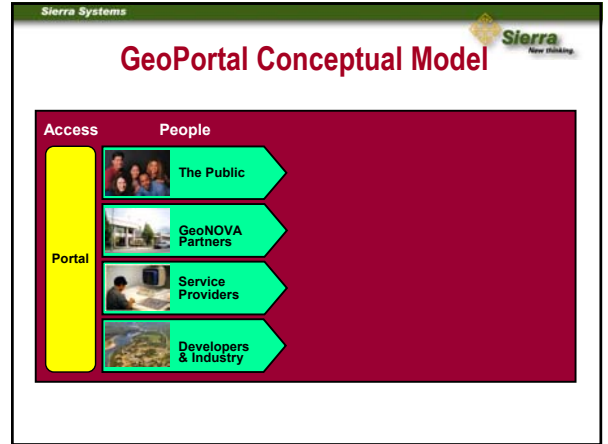 Sierra Systems
Sierra
New thinking.
GeoPortal Conceptual Model
Access People
Portal
The Public
GeoNOVA
Partners
Service
Providers
Developers
& Industry